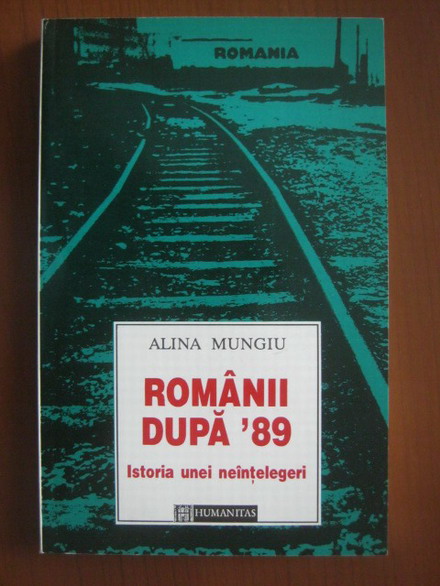 ROMANIA
ALINA MUNGIU
ROMÂNII
DUPĂ '89
Istoria unei neînțelegeri
HUMANITAS